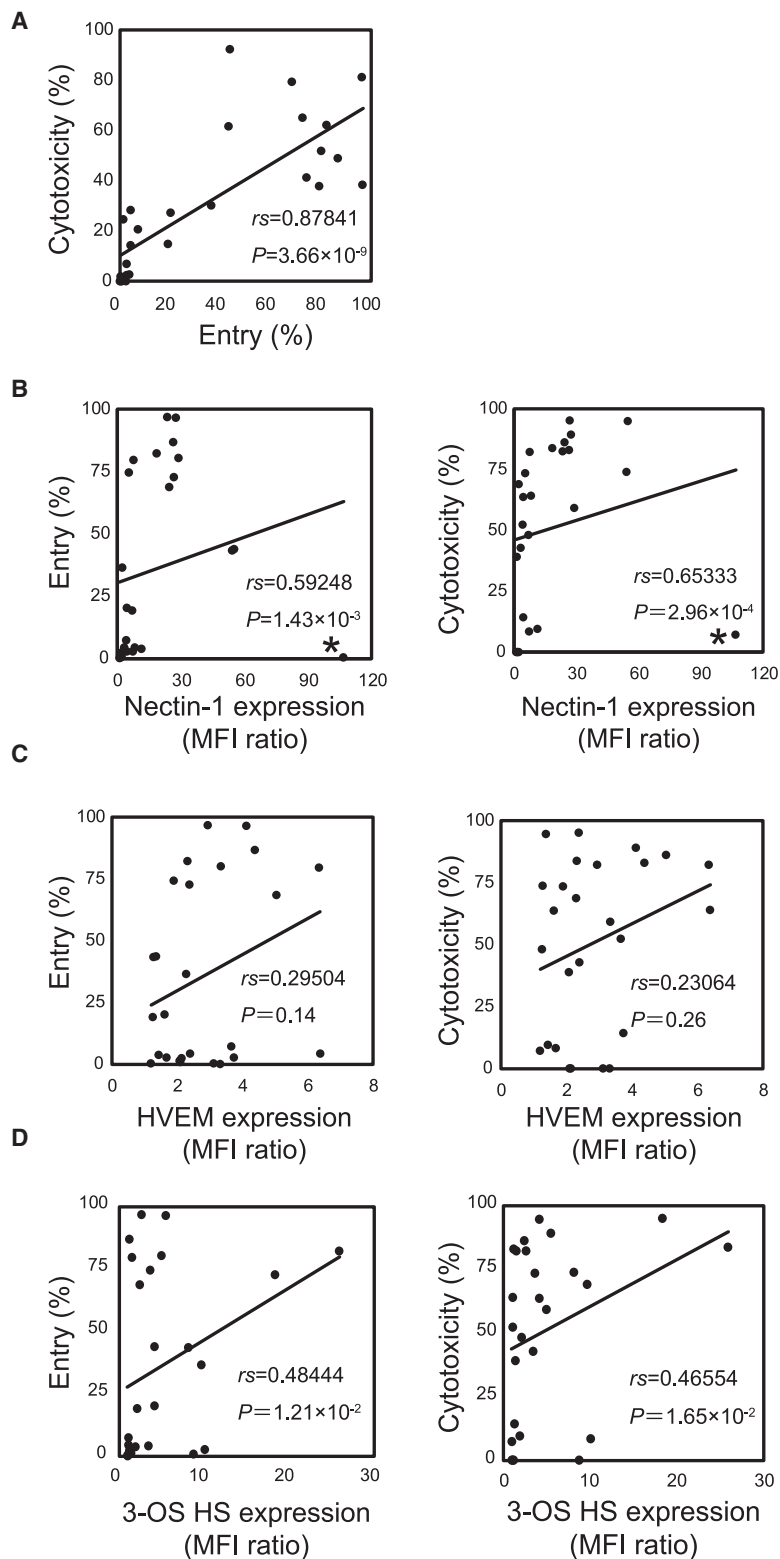 A
100
80
60
40
20
0
Cytotoxicity (%)
rs=0.87841
P=3.66×10-9
0 20 40 60 80 100
Entry (%)
B
100
75
50
25
0
Entry (%)
rs=0.59248
P=1.43×10-3
*
0 30 60 90 120
Nectin-1 expression
(MFI ratio)
100
75
50
25
0
Cytotoxicity (%)
rs=0.65333
P=2.96×10-4
*
0 30 60 90 120
Nectin-1 expression
(MFI ratio)
C
100
75
50
25
0
Entry (%)
rs=0.29504
P=0.14
0 2 4 6 8
HVEM expression
(MFI ratio)
100
75
50
25
0
Cytotoxicity (%)
rs=0.23064
P=0.26
0 2 4 6 8
HVEM expression
(MFI ratio)
D
100
75
50
25
0
Entry (%)
rs=0.48444
P=1.21×10-2
0 10 20 30
3-OS HS expression
(MFI ratio)
100
75
50
25
0
Cytotoxicity (%)
rs=0.46554
P=1.65×10-2
0 10 20 30
3-OS HS expression
(MFI ratio)